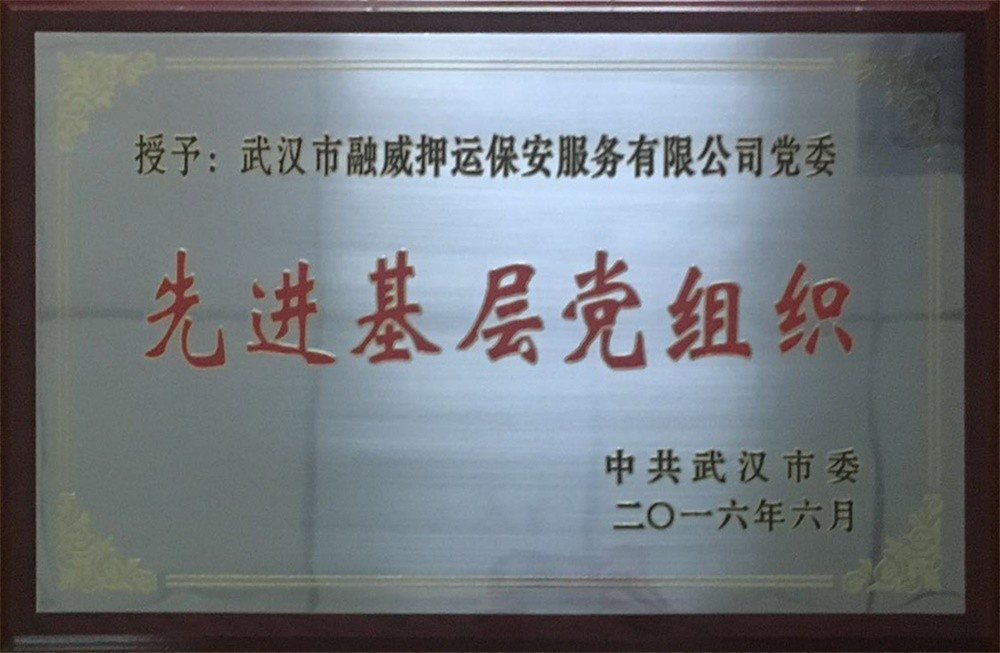 授予：武汉市融威押运保安服务有限公司党委
先进基层党组织
中共武汉市委
二〇一六年六月